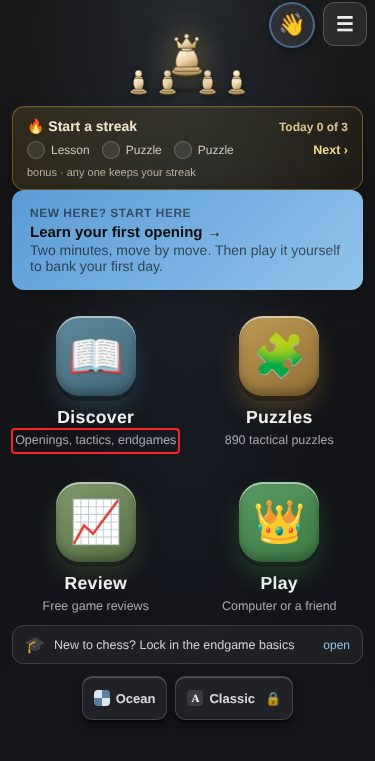 Start a streak
Today 0 of 3
Lesson
Puzzle
Puzzle
Next ›
bonus · any one keeps your streak
NEW HERE? START HERE
Learn your first opening →
Two minutes, move by move. Then play it yourself
to bank your first day.
Discover
Puzzles
Openings, tactics, endgames
890 tactical puzzles
Review
Play
Free game reviews
Computer or a friend
New to chess? Lock in the endgame basics
open
Ocean
A Classic